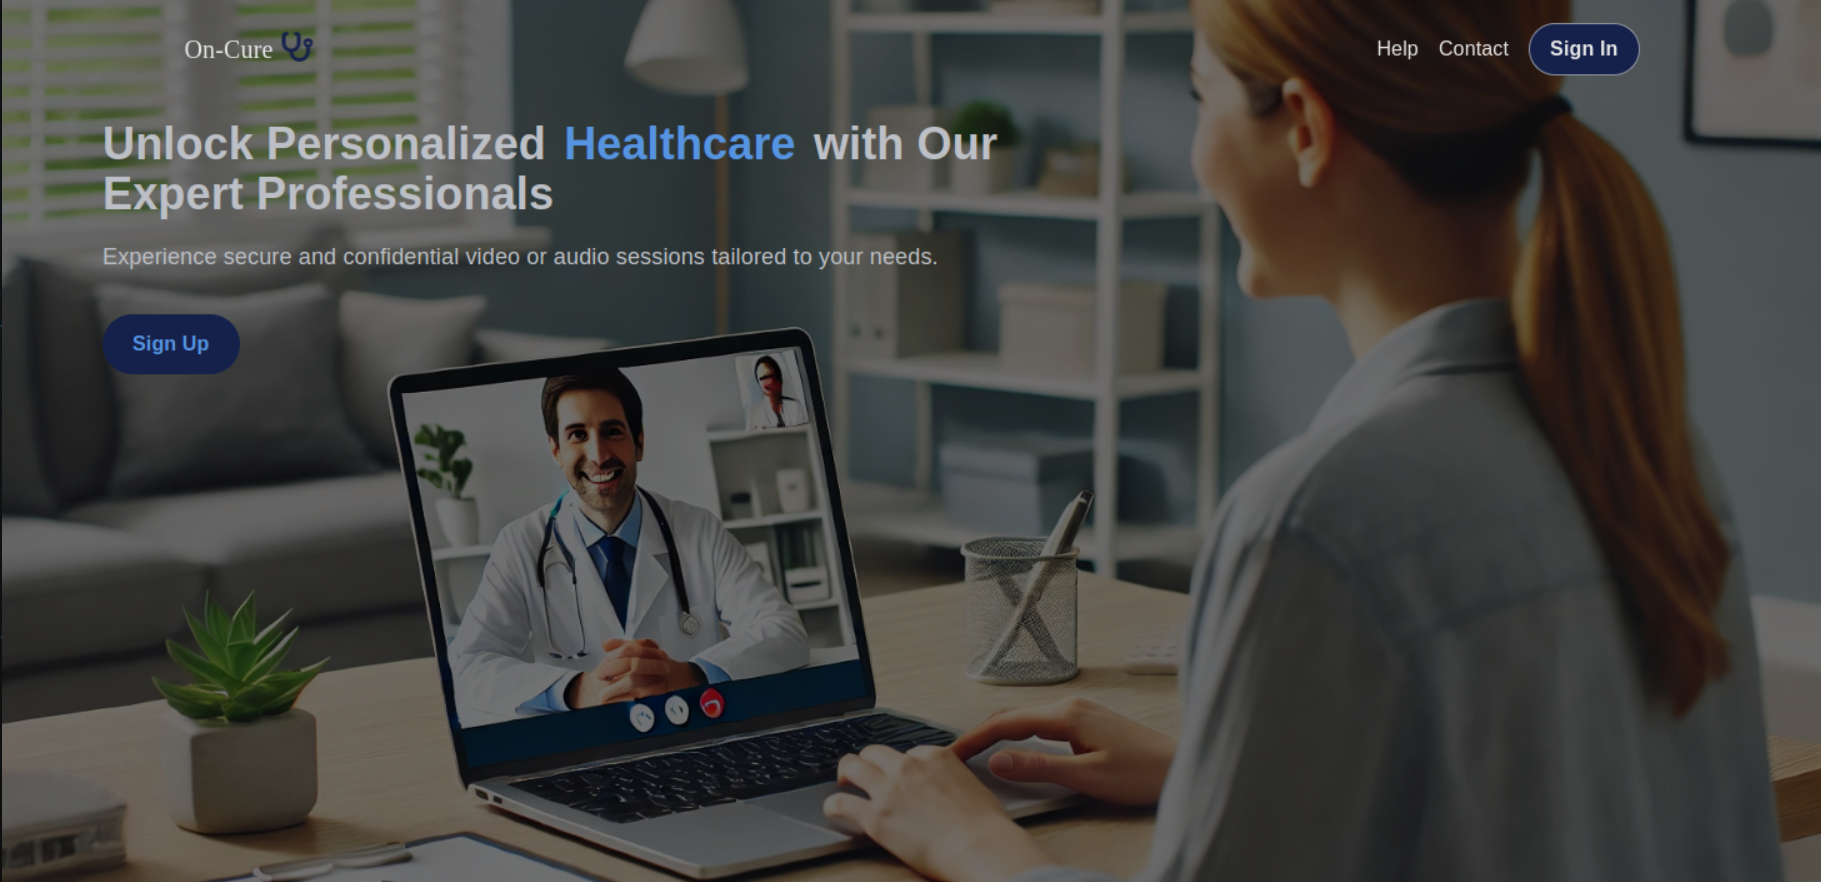 On-Cure
Help Contact Sign In
Unlock Personalized Healthcare with Our
Expert Professionals
Experience secure and confidential video or audio sessions tailored to your needs.
Sign Up